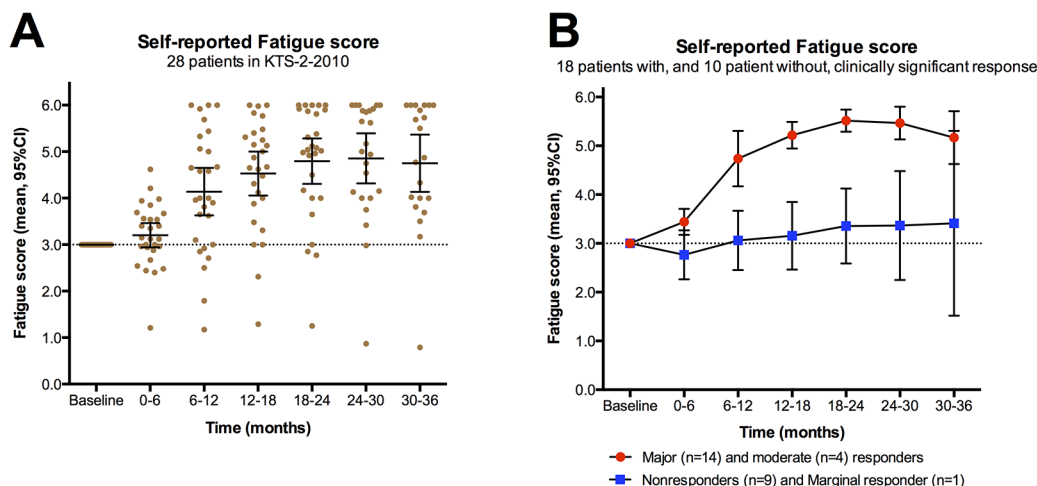 A
Self-reported Fatigue score
28 patients in KTS-2-2010
Fatigue score (mean, 95%CI)
6.0
5.0
4.0
3.0
2.0
1.0
0.0
Baseline 0-6 6-12 12-18 18-24 24-30 30-36
Time (months)
B
Self-reported Fatigue score
18 patients with, and 10 patient without, clinically significant response
Fatigue score (mean, 95%CI)
6.0
5.0
4.0
3.0
2.0
1.0
0.0
Baseline 0-6 6-12 12-18 18-24 24-30 30-36
Time (months)
Major (n=14) and moderate (n=4) responders
Nonresponders (n=9) and Marginal responder (n=1)